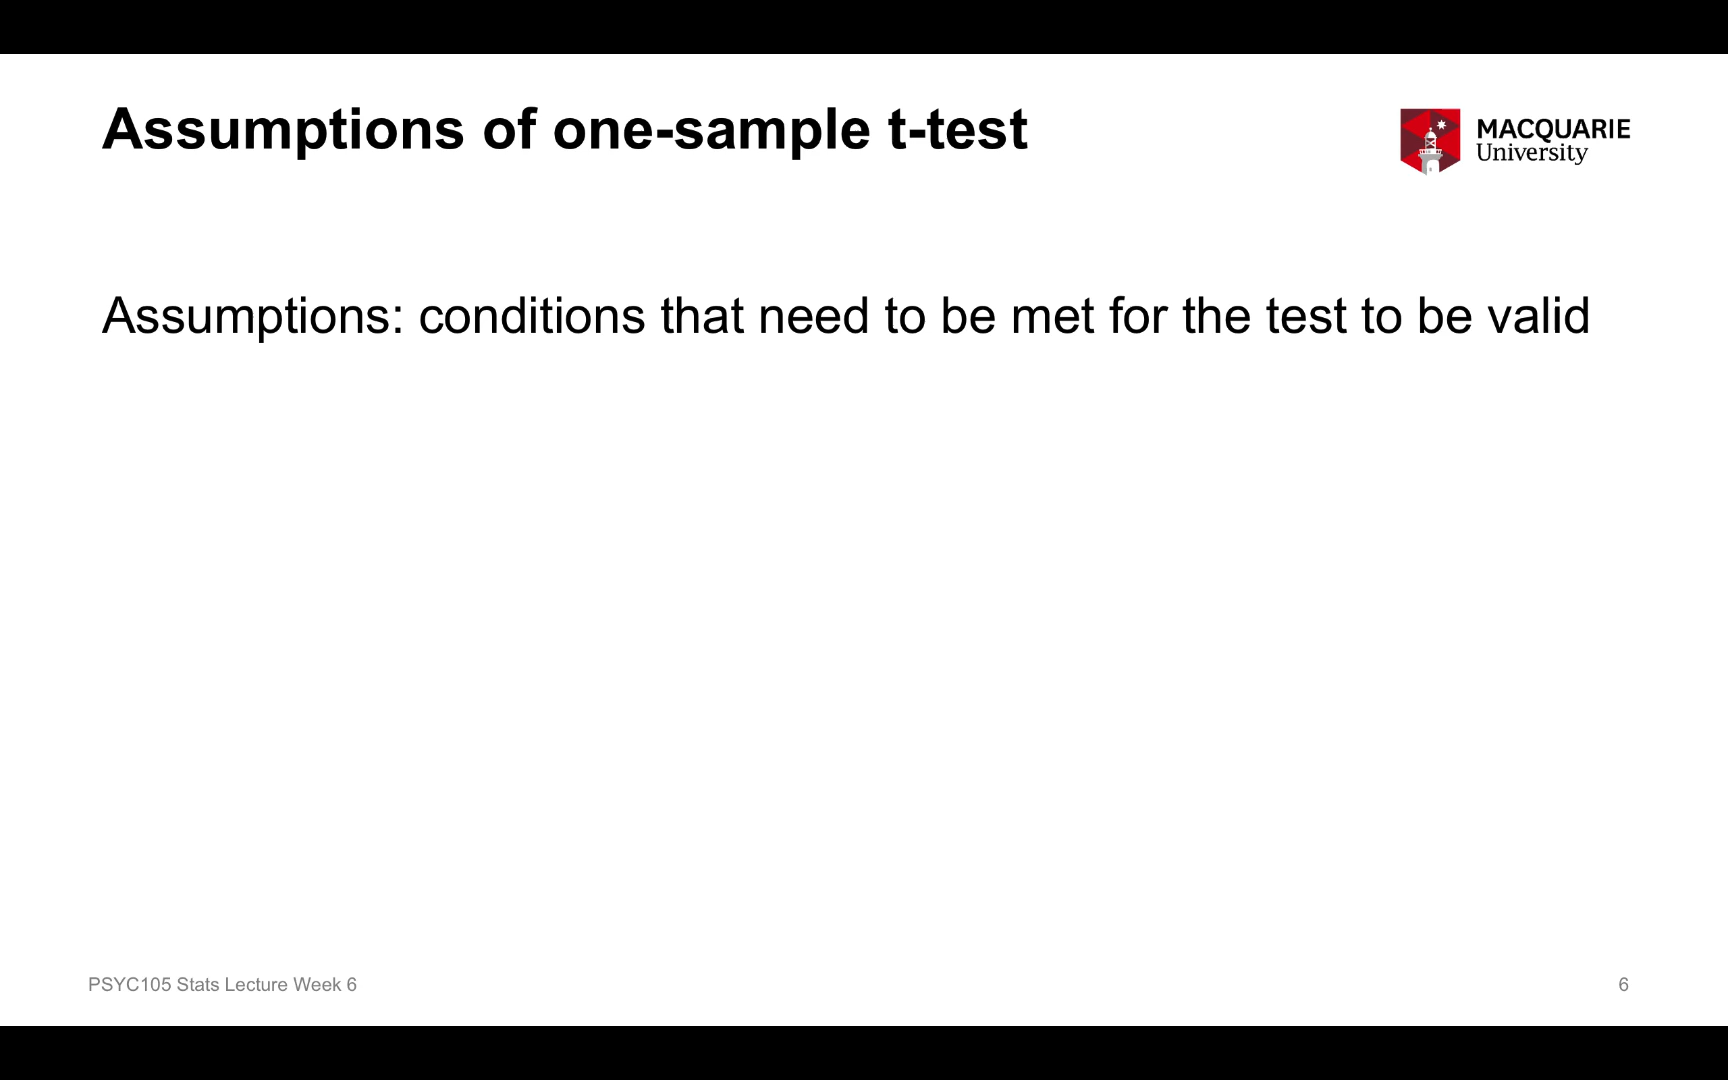 Assumptions of one-sample t-test
MACQUARIE
University
Assumptions: conditions that need to be met for the test to be valid
PSYC105 Stats Lecture Week 6
6